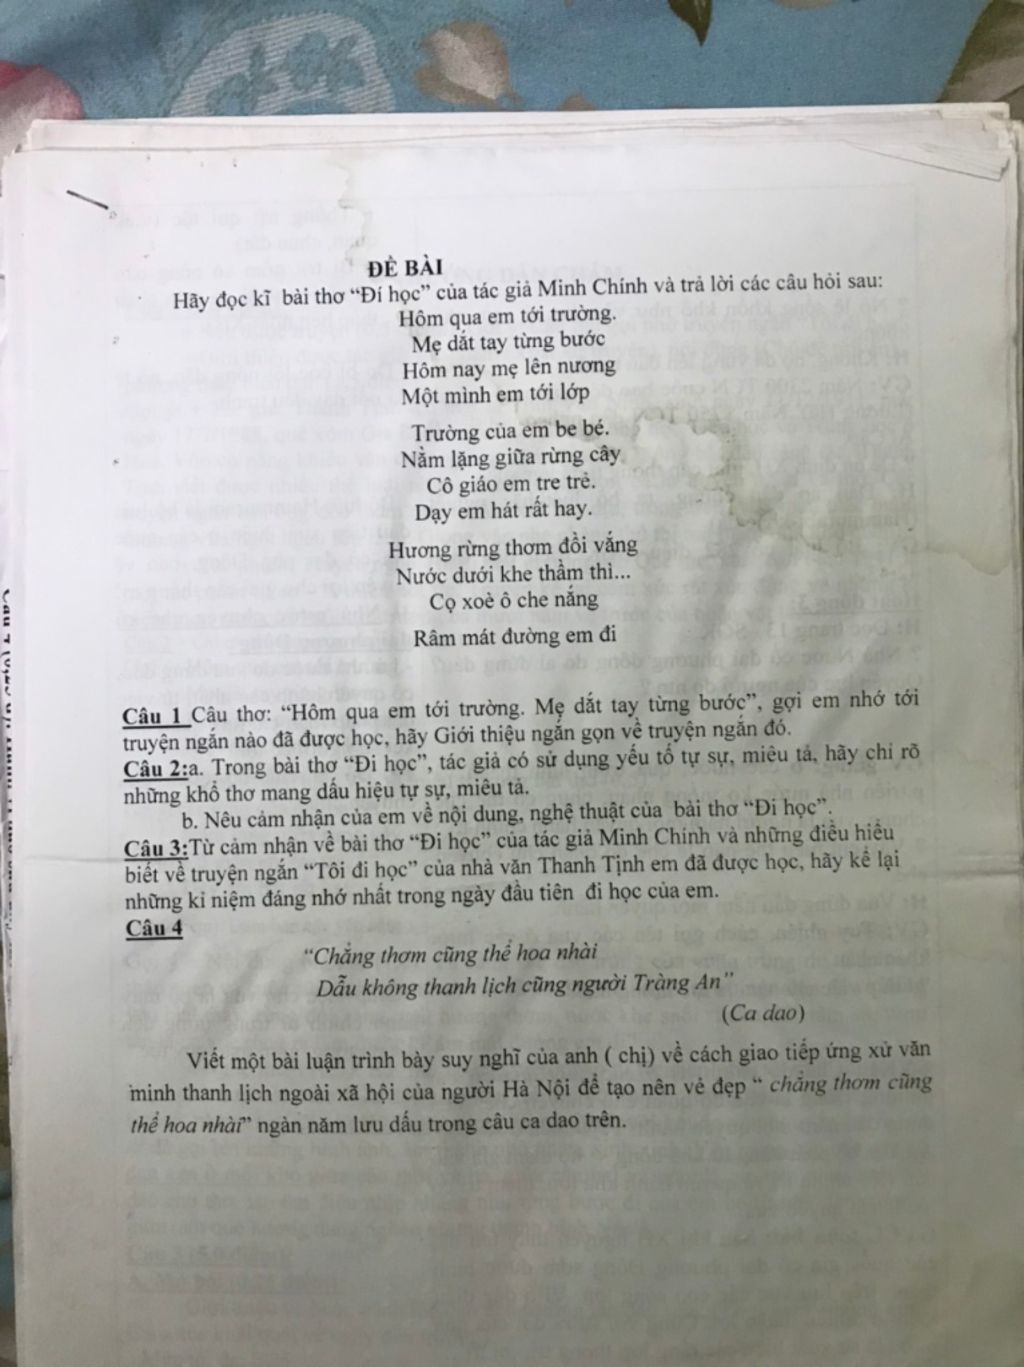 ĐỀ BÀI
Hãy đọc kĩ bài thơ “Đí học” của tác giả Minh Chính và trả lời các câu hỏi sau:
Hôm qua em tới trường.
Mẹ dắt tay từng bước
Hôm nay mẹ lên nương
Một mình em tới lớp
Trường của em be bé.
Nằm lặng giữa rừng cây
Cô giáo em tre trẻ.
Dạy em hát rất hay.
Hương rừng thơm đồi vắng
Nước dưới khe thầm thì...
Cọ xoè ô che nắng
Râm mát đường em đi
Câu 1 Câu thơ: “Hôm qua em tới trường. Mẹ dắt tay từng bước”, gợi em nhớ tới
truyện ngắn nào đã được học, hãy Giới thiệu ngắn gọn về truyện ngắn đó.
Câu 2:a. Trong bài thơ “Đi học”, tác giả có sử dụng yếu tố tự sự, miêu tả, hãy chỉ rõ
những khổ thơ mang dấu hiệu tự sự, miêu tả.
b. Nêu cảm nhận của em về nội dung, nghệ thuật của bài thơ “Đi học”.
Câu 3:Từ cảm nhận về bài thơ “Đi học” của tác giả Minh Chính và những điều hiểu
biết về truyện ngắn “Tôi đi học” của nhà văn Thanh Tịnh em đã được học, hãy kể lại
những kỉ niệm đáng nhớ nhất trong ngày đầu tiên đi học của em.
Câu 4
“Chẳng thơm cũng thể hoa nhài
Dẫu không thanh lịch cũng người Tràng An”
(Ca dao)
Viết một bài luận trình bày suy nghĩ của anh ( chị) về cách giao tiếp ứng xử văn
minh thanh lịch ngoài xã hội của người Hà Nội để tạo nên vẻ đẹp “ chẳng thơm cũng
thể hoa nhài” ngàn năm lưu dấu trong câu ca dao trên.